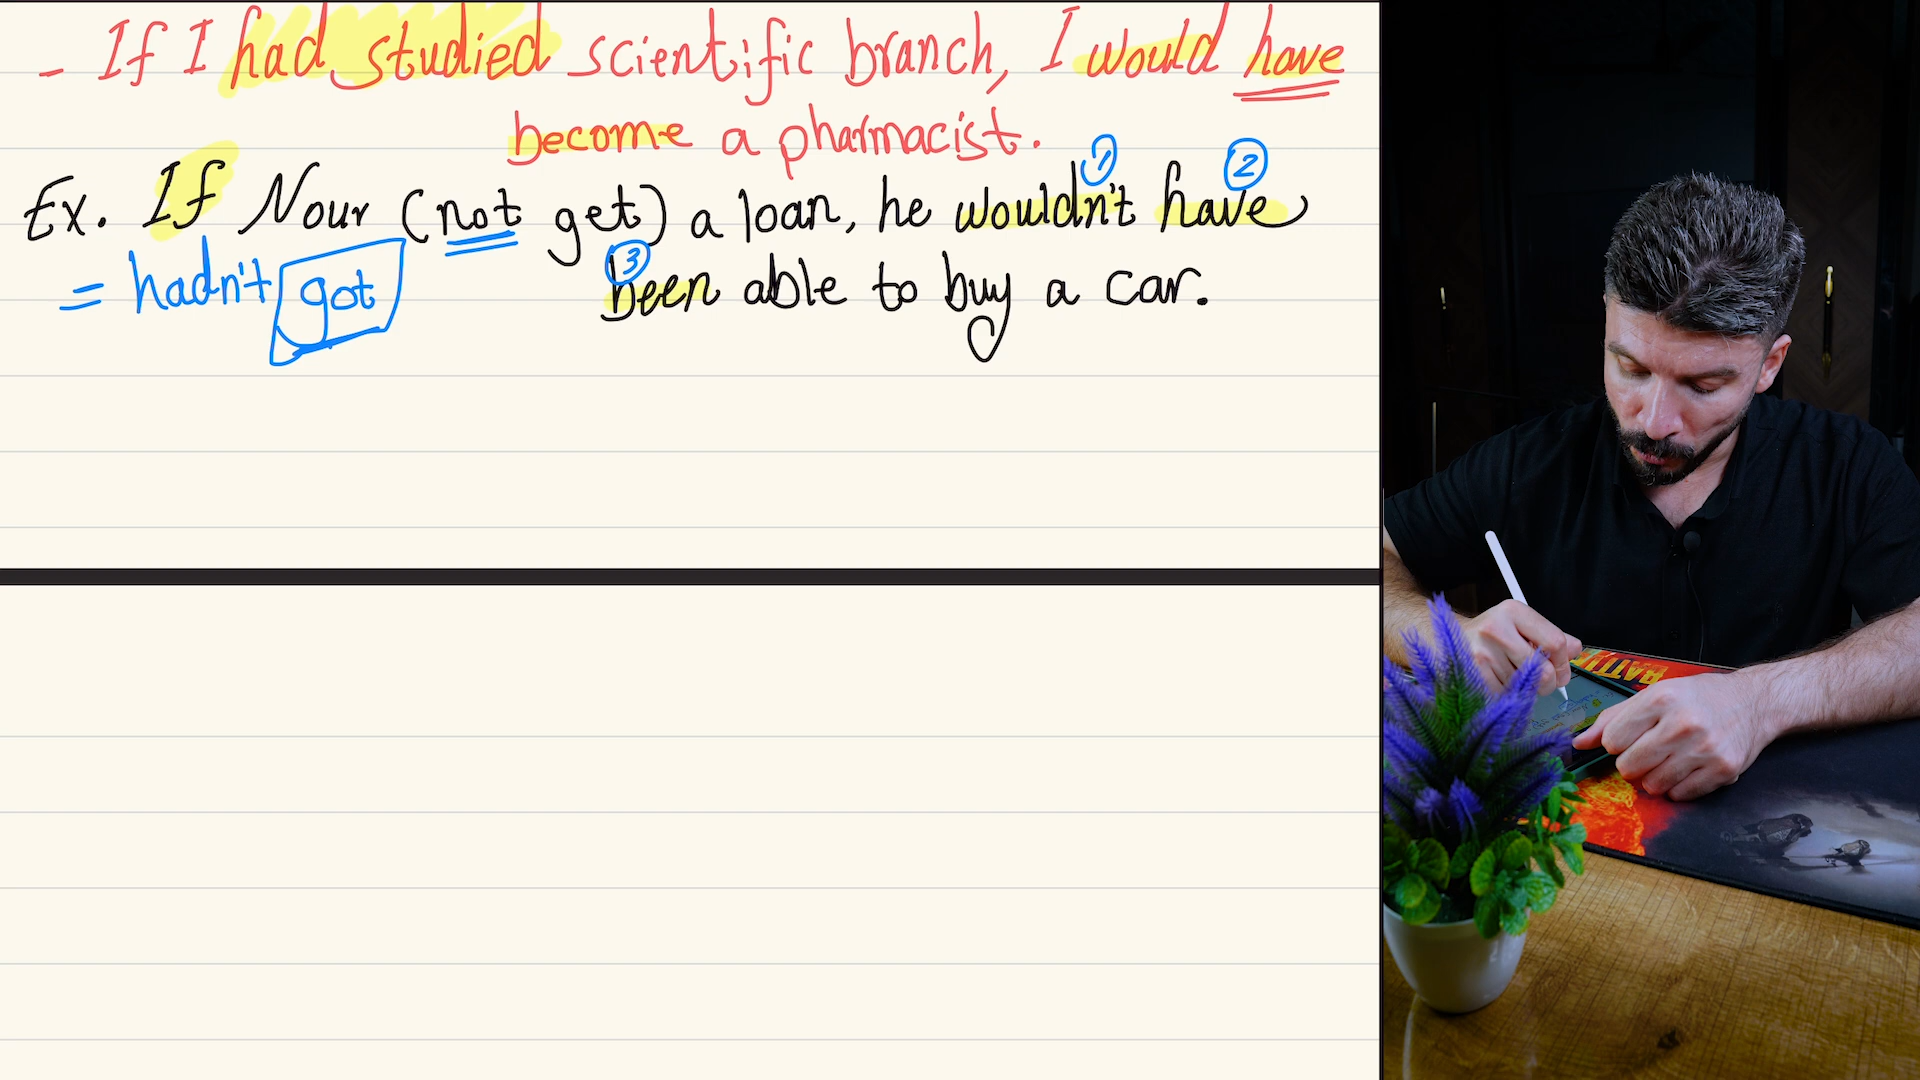 - If I had studied scientific branch, I would have
become a pharmacist.
Ex. If Nour (not get) a loan, he wouldn't have
1 2
= hadn't got
3
been able to buy a car.
BATTLE